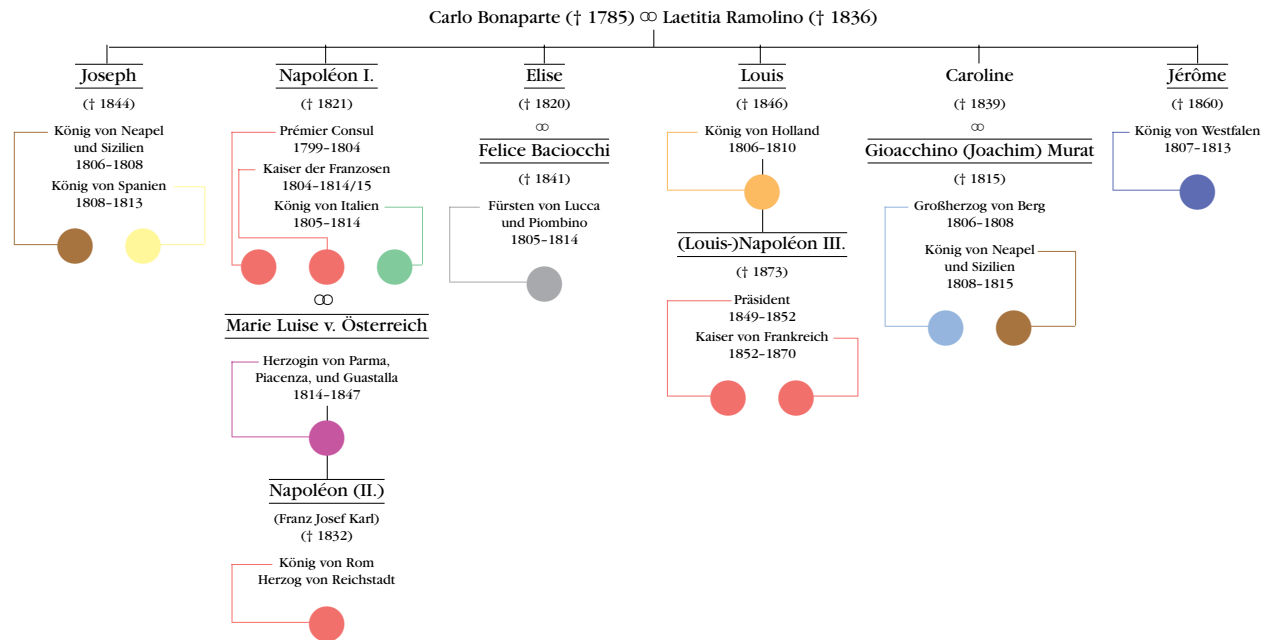 Carlo Bonaparte († 1785) ⚭ Laetitia Ramolino († 1836)
Joseph
(† 1844)
König von Neapel
und Sizilien
1806–1808
König von Spanien
1808–1813
Napoléon I.
(† 1821)
Prémier Consul
1799–1804
Kaiser der Franzosen
1804–1814/15
König von Italien
1805–1814
⚭
Marie Luise v. Österreich
Herzogin von Parma,
Piacenza, und Guastalla
1814–1847
Napoléon (II.)
(Franz Josef Karl)
(† 1832)
König von Rom
Herzog von Reichstadt
Elise
(† 1820)
⚭
Felice Baciocchi
(† 1841)
Fürsten von Lucca
und Piombino
1805–1814
Louis
(† 1846)
König von Holland
1806–1810
(Louis-)Napoléon III.
(† 1873)
Präsident
1849–1852
Kaiser von Frankreich
1852–1870
Caroline
(† 1839)
⚭
Gioacchino (Joachim) Murat
(† 1815)
Großherzog von Berg
1806–1808
König von Neapel
und Sizilien
1808–1815
Jérôme
(† 1860)
König von Westfalen
1807–1813